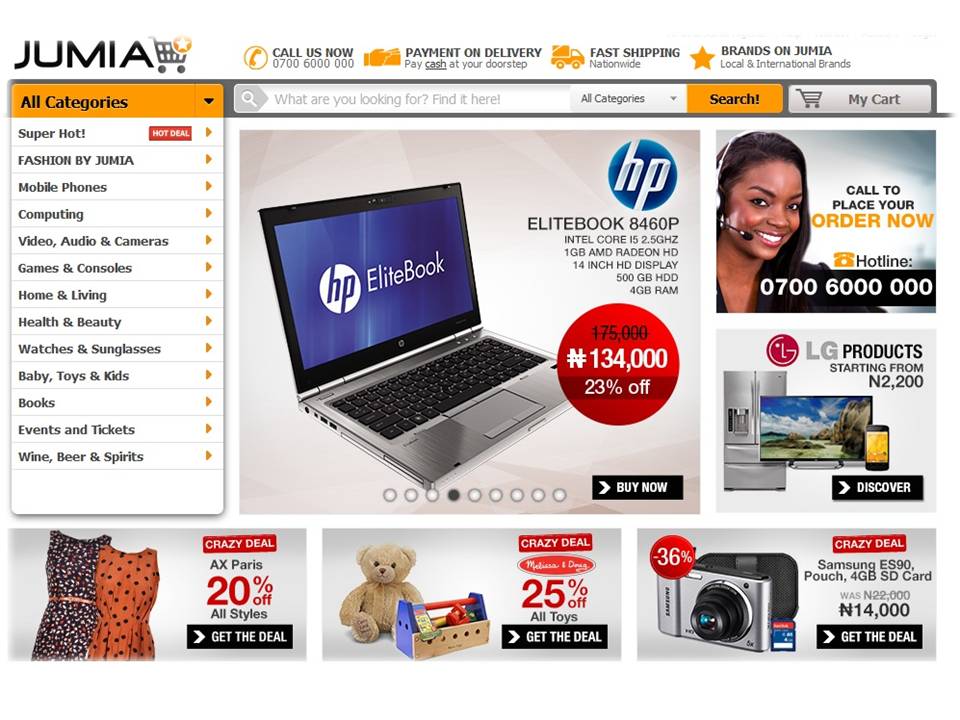 JUMIA
CALL US NOW
0700 6000 000
PAYMENT ON DELIVERY
Pay cash at your doorstep
FAST SHIPPING
Nationwide
BRANDS ON JUMIA
Local & International Brands
All Categories
What are you looking for? Find it here!
All Categories
Search!
My Cart
Super Hot!
HOT DEAL
FASHION BY JUMIA
Mobile Phones
Computing
Video, Audio & Cameras
Games & Consoles
Home & Living
Health & Beauty
Watches & Sunglasses
Baby, Toys & Kids
Books
Events and Tickets
Wine, Beer & Spirits
hp
ELITEBOOK 8460P
INTEL CORE I5 2.5GHZ
1GB AMD RADEON HD
14 INCH HD DISPLAY
500 GB HDD
4GB RAM
hp EliteBook
175,000
₦134,000
23% off
BUY NOW
CALL TO
PLACE YOUR
ORDER NOW
Hotline:
0700 6000 000
LG PRODUCTS
STARTING FROM
N2,200
DISCOVER
CRAZY DEAL
AX Paris
20% off
All Styles
GET THE DEAL
CRAZY DEAL
Melissa & Doug
25% off
All Toys
GET THE DEAL
-36%
SAMSUNG
CRAZY DEAL
Samsung ES90,
Pouch, 4GB SD Card
WAS ₦22,000
₦14,000
GET THE DEAL